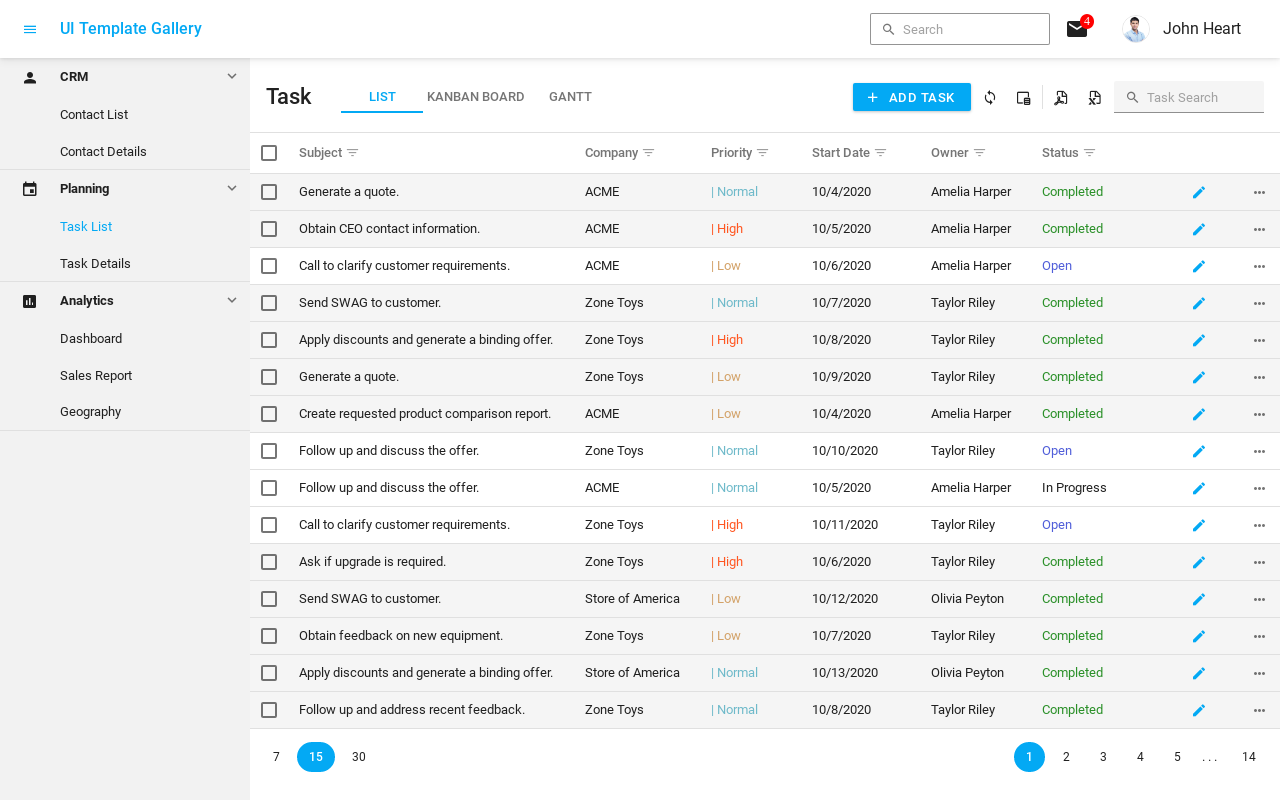 UI Template Gallery
Search
4
John Heart
CRM
Contact List
Contact Details
Planning
Task List
Task Details
Analytics
Dashboard
Sales Report
Geography
Task
LIST
KANBAN BOARD
GANTT
ADD TASK
Task Search
Subject Company Priority Start Date Owner Status
Generate a quote. ACME | Normal 10/4/2020 Amelia Harper Completed
Obtain CEO contact information. ACME | High 10/5/2020 Amelia Harper Completed
Call to clarify customer requirements. ACME | Low 10/6/2020 Amelia Harper Open
Send SWAG to customer. Zone Toys | Normal 10/7/2020 Taylor Riley Completed
Apply discounts and generate a binding offer. Zone Toys | High 10/8/2020 Taylor Riley Completed
Generate a quote. Zone Toys | Low 10/9/2020 Taylor Riley Completed
Create requested product comparison report. ACME | Low 10/4/2020 Amelia Harper Completed
Follow up and discuss the offer. Zone Toys | Normal 10/10/2020 Taylor Riley Open
Follow up and discuss the offer. ACME | Normal 10/5/2020 Amelia Harper In Progress
Call to clarify customer requirements. Zone Toys | High 10/11/2020 Taylor Riley Open
Ask if upgrade is required. Zone Toys | High 10/6/2020 Taylor Riley Completed
Send SWAG to customer. Store of America | Low 10/12/2020 Olivia Peyton Completed
Obtain feedback on new equipment. Zone Toys | Low 10/7/2020 Taylor Riley Completed
Apply discounts and generate a binding offer. Store of America | Normal 10/13/2020 Olivia Peyton Completed
Follow up and address recent feedback. Zone Toys | Normal 10/8/2020 Taylor Riley Completed
7 15 30
1 2 3 4 5 . . . 14